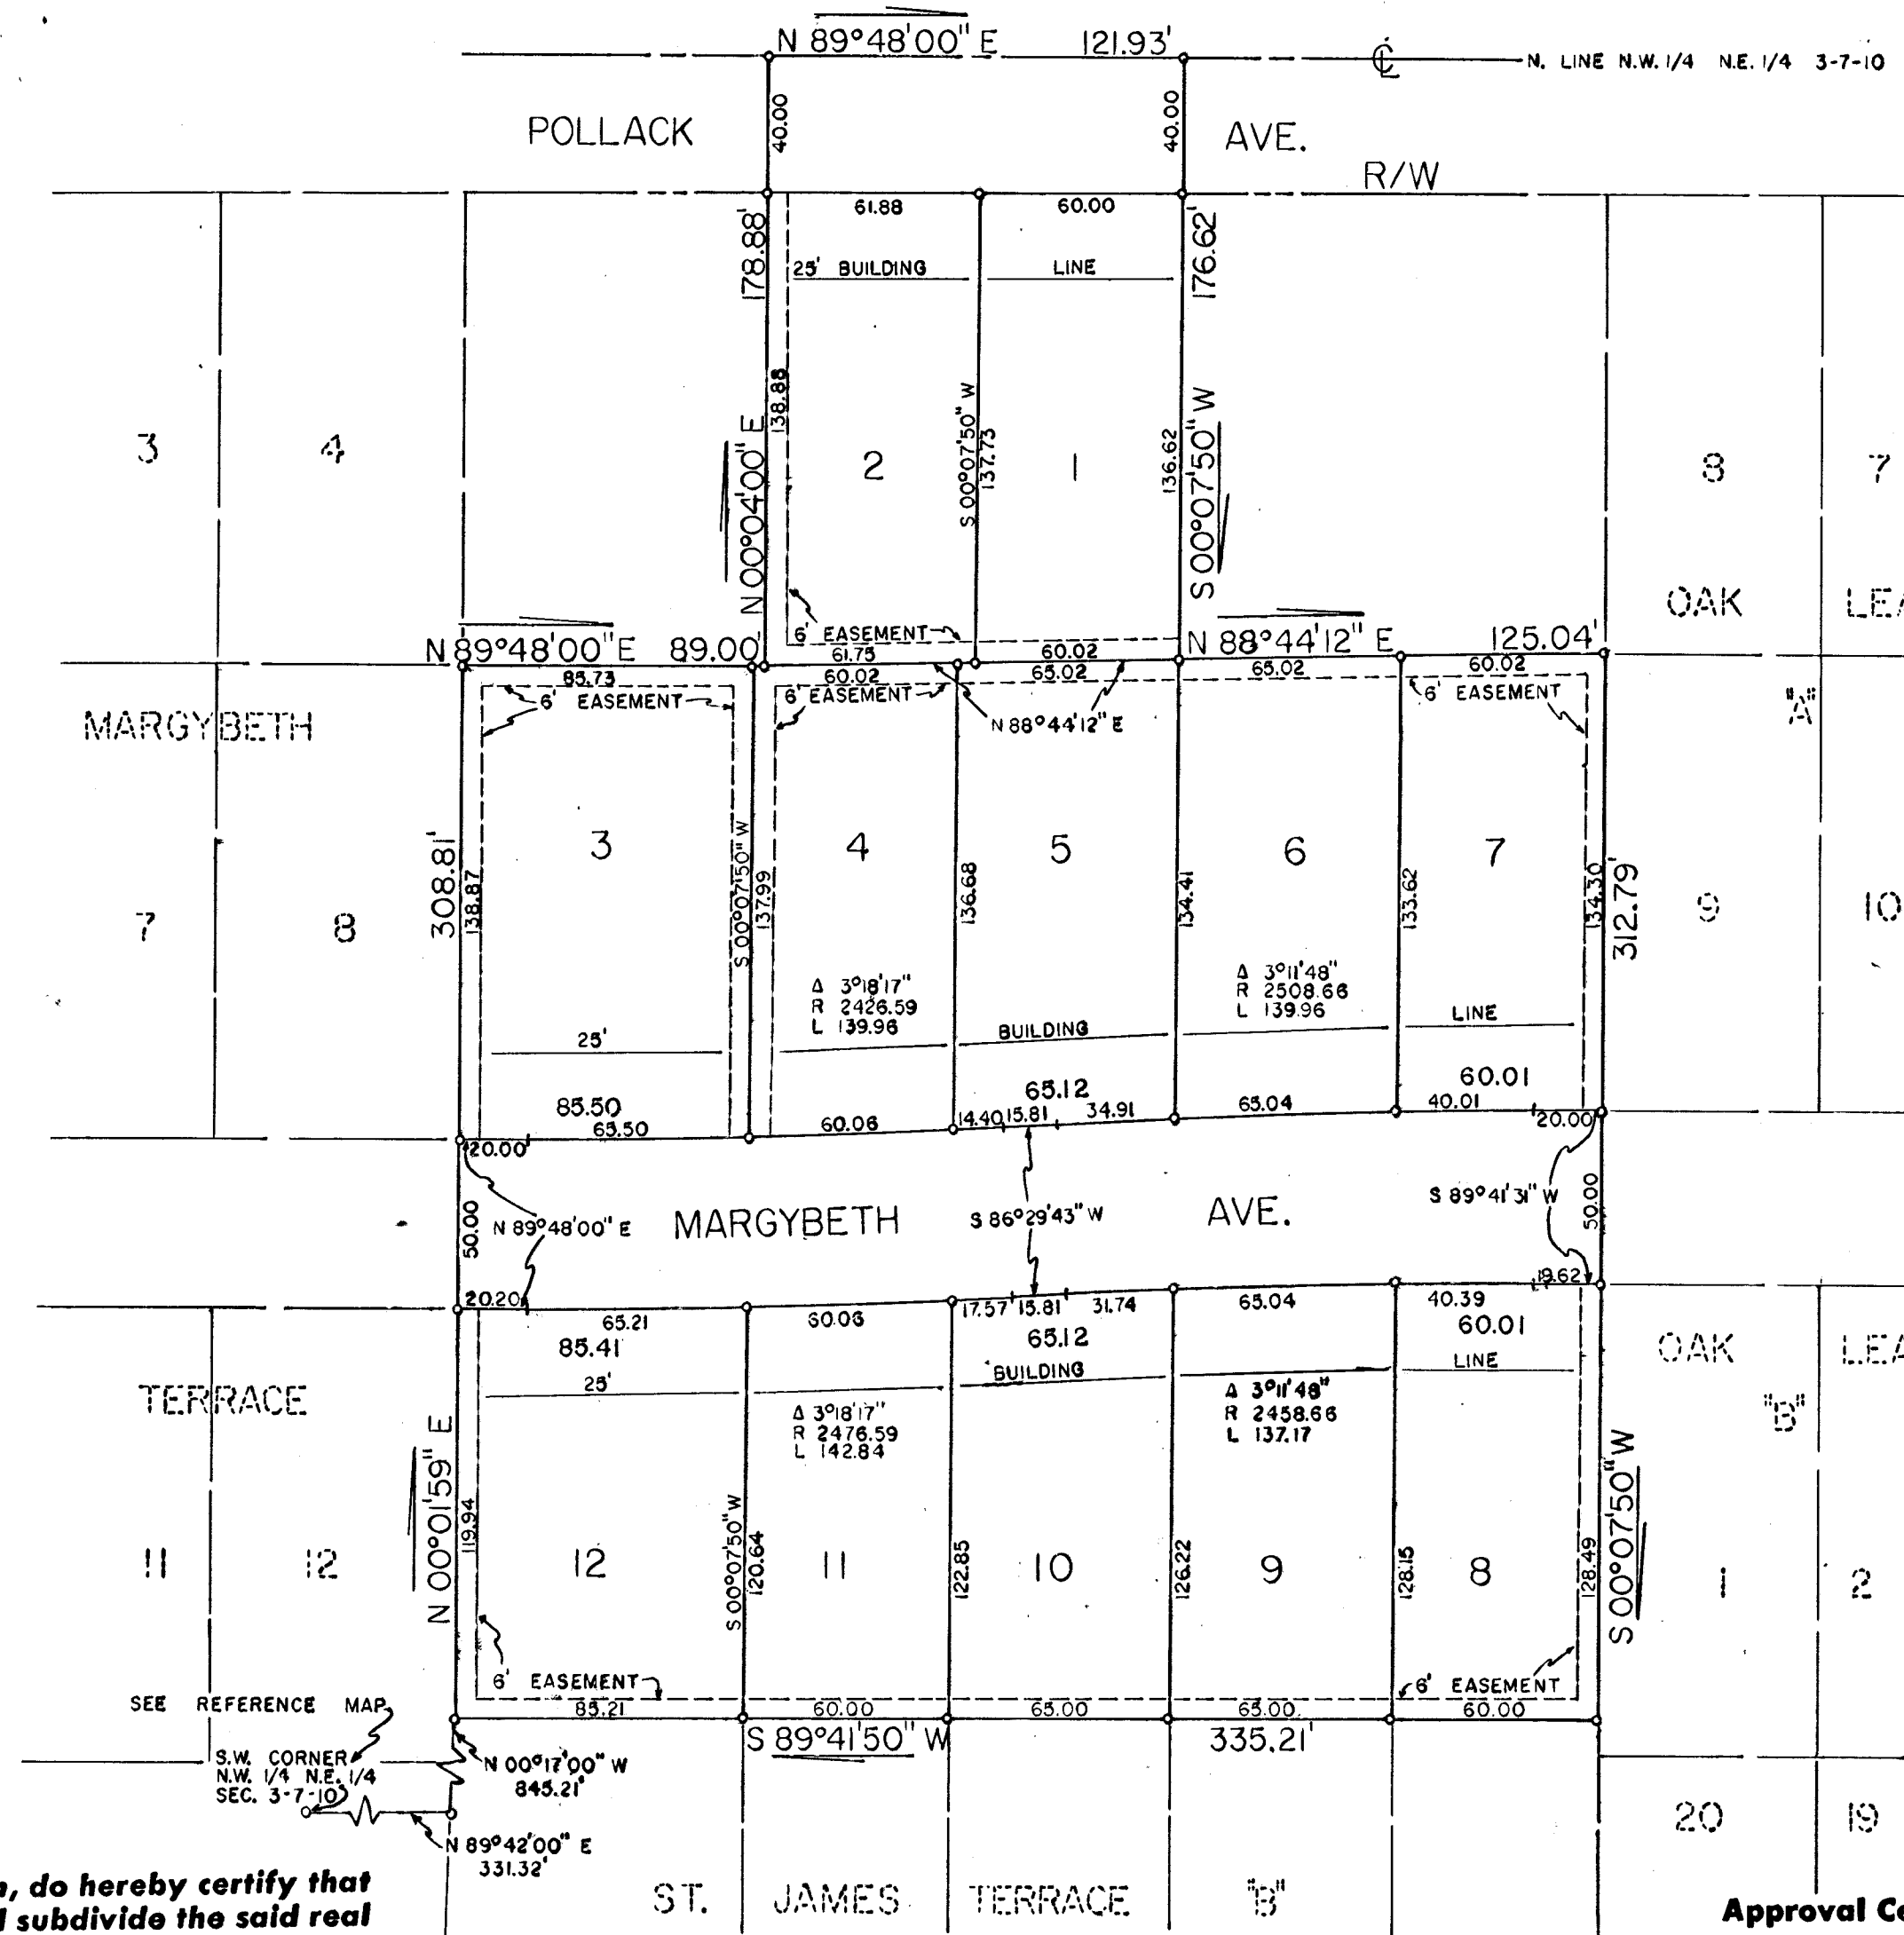 N 89°48'00" E 121.93'
℄ N. LINE N.W. 1/4 N.E. 1/4 3-7-10
40.00
40.00
POLLACK AVE.
R/W
61.88
60.00
178.88'
176.62'
25' BUILDING LINE
138.88
S 00°07'50" W
137.73
136.62
N 00°04'00" E
S 00°07'50" W
3
4
2
1
8
7
OAK LEA
6' EASEMENT
N 89°48'00" E 89.00'
61.75
60.02
N 88°44'12" E 125.04'
85.73
60.02
65.02
65.02
60.02
6' EASEMENT
6' EASEMENT
6' EASEMENT
N 88°44'12" E
MARGYBETH
"A"
308.81'
138.87
S 00°07'50" W
137.99
136.68
134.41
133.62
134.30
312.79'
3
4
5
6
7
7
8
9
10
Δ 3°18'17"
R 2426.59
L 139.96
Δ 3°11'48"
R 2508.66
L 139.96
25'
BUILDING
LINE
85.50
65.12
60.01
20.00
65.50
60.06
14.40
15.81
34.91
65.04
40.01
20.00
50.00
N 89°48'00" E
MARGYBETH AVE.
S 86°29'43" W
S 89°41'31" W
50.00
20.20
65.21
60.06
17.57
15.81
31.74
65.04
40.39
19.62
85.41
65.12
60.01
25'
BUILDING
LINE
OAK LEA
"B"
TERRACE
Δ 3°18'17"
R 2476.59
L 142.84
Δ 3°11'48"
R 2458.66
L 137.17
N 00°01'59" E
119.94
S 00°07'50" W
120.64
122.85
126.22
128.15
128.49
S 00°07'50" W
11
12
12
11
10
9
8
1
2
6' EASEMENT
6' EASEMENT
85.21
60.00
65.00
65.00
60.00
S 89°41'50" W 335.21'
SEE REFERENCE MAP
S.W. CORNER
N.W. 1/4 N.E. 1/4
SEC. 3-7-10
N 00°17'00" W
845.21'
N 89°42'00" E
331.32'
20
19
ST. JAMES TERRACE "B"
, do hereby certify that
subdivide the said real
Approval